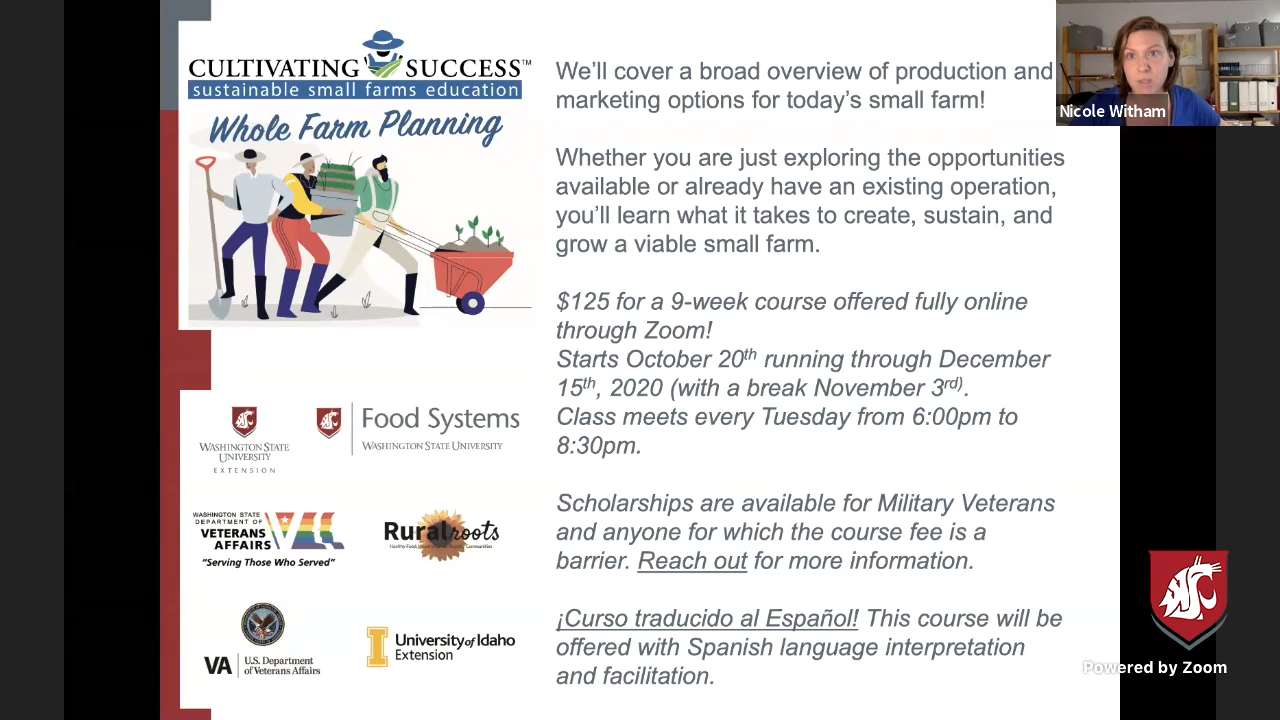 CULTIVATING SUCCESS™
sustainable small farms education
Whole Farm Planning
WASHINGTON STATE
UNIVERSITY
EXTENSION
Food Systems
WASHINGTON STATE UNIVERSITY
WASHINGTON STATE
DEPARTMENT OF
VETERANS
AFFAIRS
"Serving Those Who Served"
Ruralroots
VA
U.S. Department
of Veterans Affairs
I
University of Idaho
Extension
We'll cover a broad overview of production and
marketing options for today's small farm!
Whether you are just exploring the opportunities
available or already have an existing operation,
you'll learn what it takes to create, sustain, and
grow a viable small farm.
$125 for a 9-week course offered fully online
through Zoom!
Starts October 20th running through December
15th, 2020 (with a break November 3rd).
Class meets every Tuesday from 6:00pm to
8:30pm.
Scholarships are available for Military Veterans
and anyone for which the course fee is a
barrier. Reach out for more information.
¡Curso traducido al Español! This course will be
offered with Spanish language interpretation
and facilitation.
Nicole Witham
Powered by Zoom